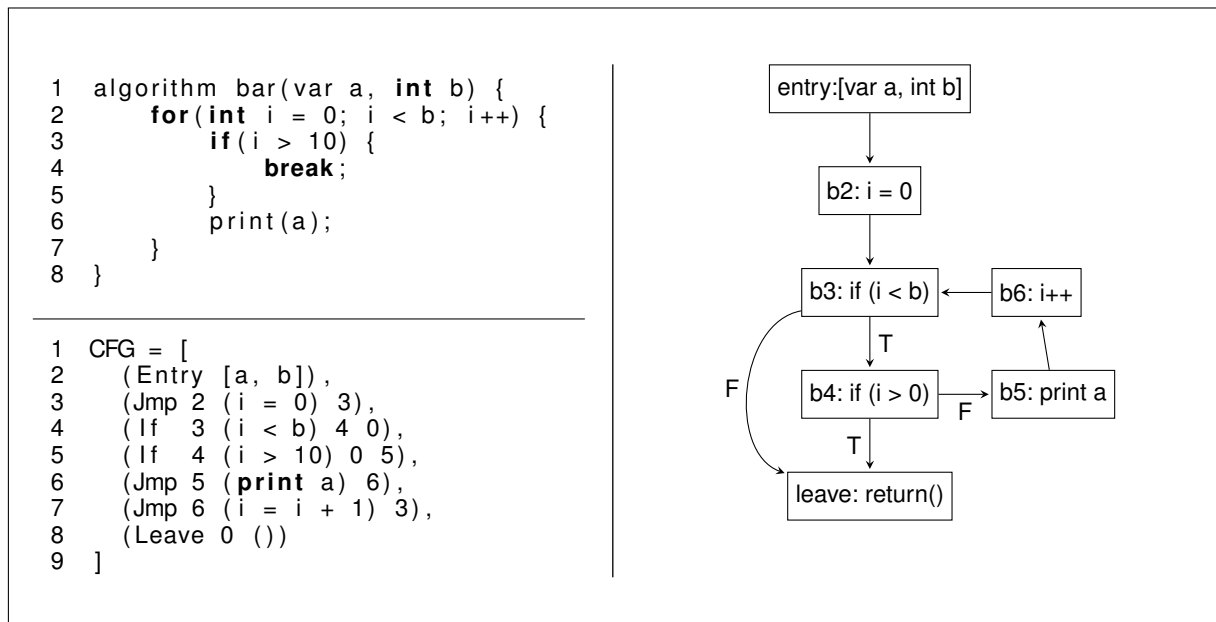 1 algorithm bar(var a, int b) {
2 for(int i = 0; i < b; i++) {
3 if(i > 10) {
4 break;
5 }
6 print(a);
7 }
8 }
1 CFG = [
2 (Entry [a, b]),
3 (Jmp 2 (i = 0) 3),
4 (If 3 (i < b) 4 0),
5 (If 4 (i > 10) 0 5),
6 (Jmp 5 (print a) 6),
7 (Jmp 6 (i = i + 1) 3),
8 (Leave 0 ())
9 ]
entry:[var a, int b]
b2: i = 0
b3: if (i < b)
b6: i++
T
F
b4: if (i > 0)
F
b5: print a
T
leave: return()